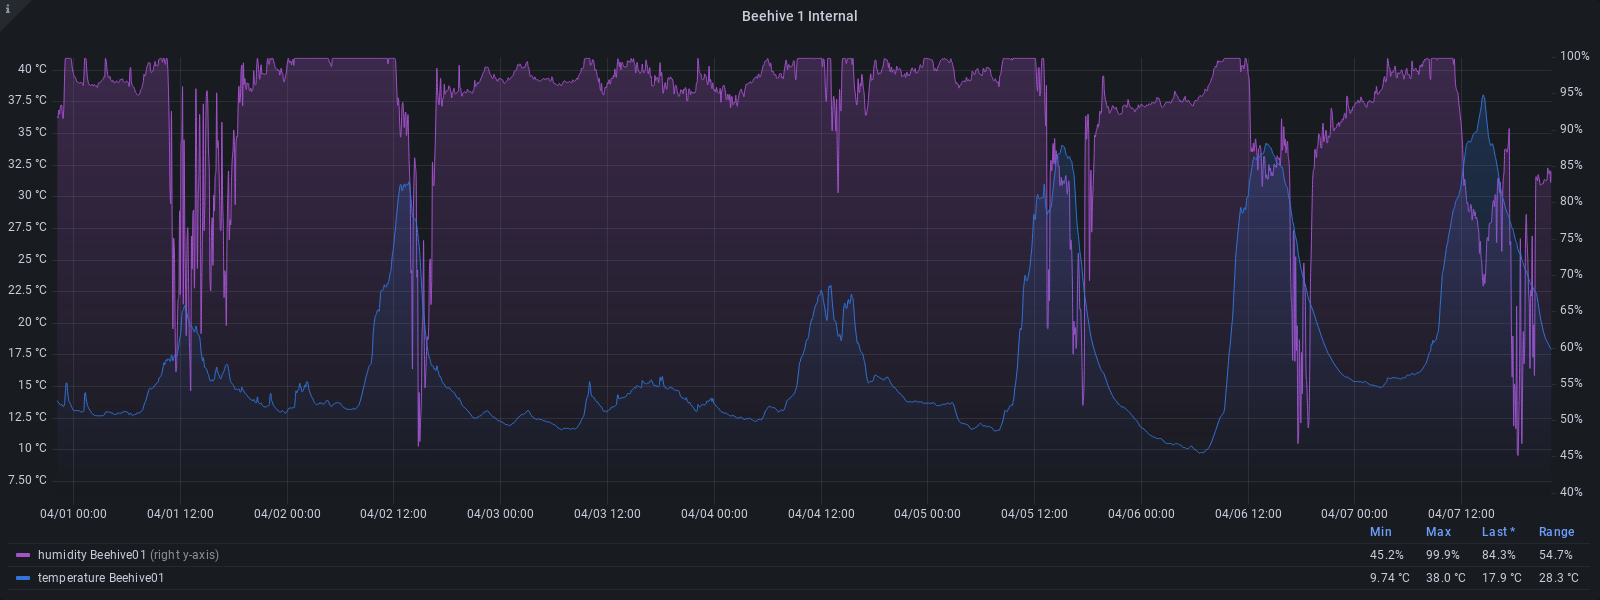 i
Beehive 1 Internal
40 °C
37.5 °C
35 °C
32.5 °C
30 °C
27.5 °C
25 °C
22.5 °C
20 °C
17.5 °C
15 °C
12.5 °C
10 °C
7.50 °C
100%
95%
90%
85%
80%
75%
70%
65%
60%
55%
50%
45%
40%
04/01 00:00 04/01 12:00 04/02 00:00 04/02 12:00 04/03 00:00 04/03 12:00 04/04 00:00 04/04 12:00 04/05 00:00 04/05 12:00 04/06 00:00 04/06 12:00 04/07 00:00 04/07 12:00
Min Max Last * Range
humidity Beehive01 (right y-axis) 45.2% 99.9% 84.3% 54.7%
temperature Beehive01 9.74 °C 38.0 °C 17.9 °C 28.3 °C